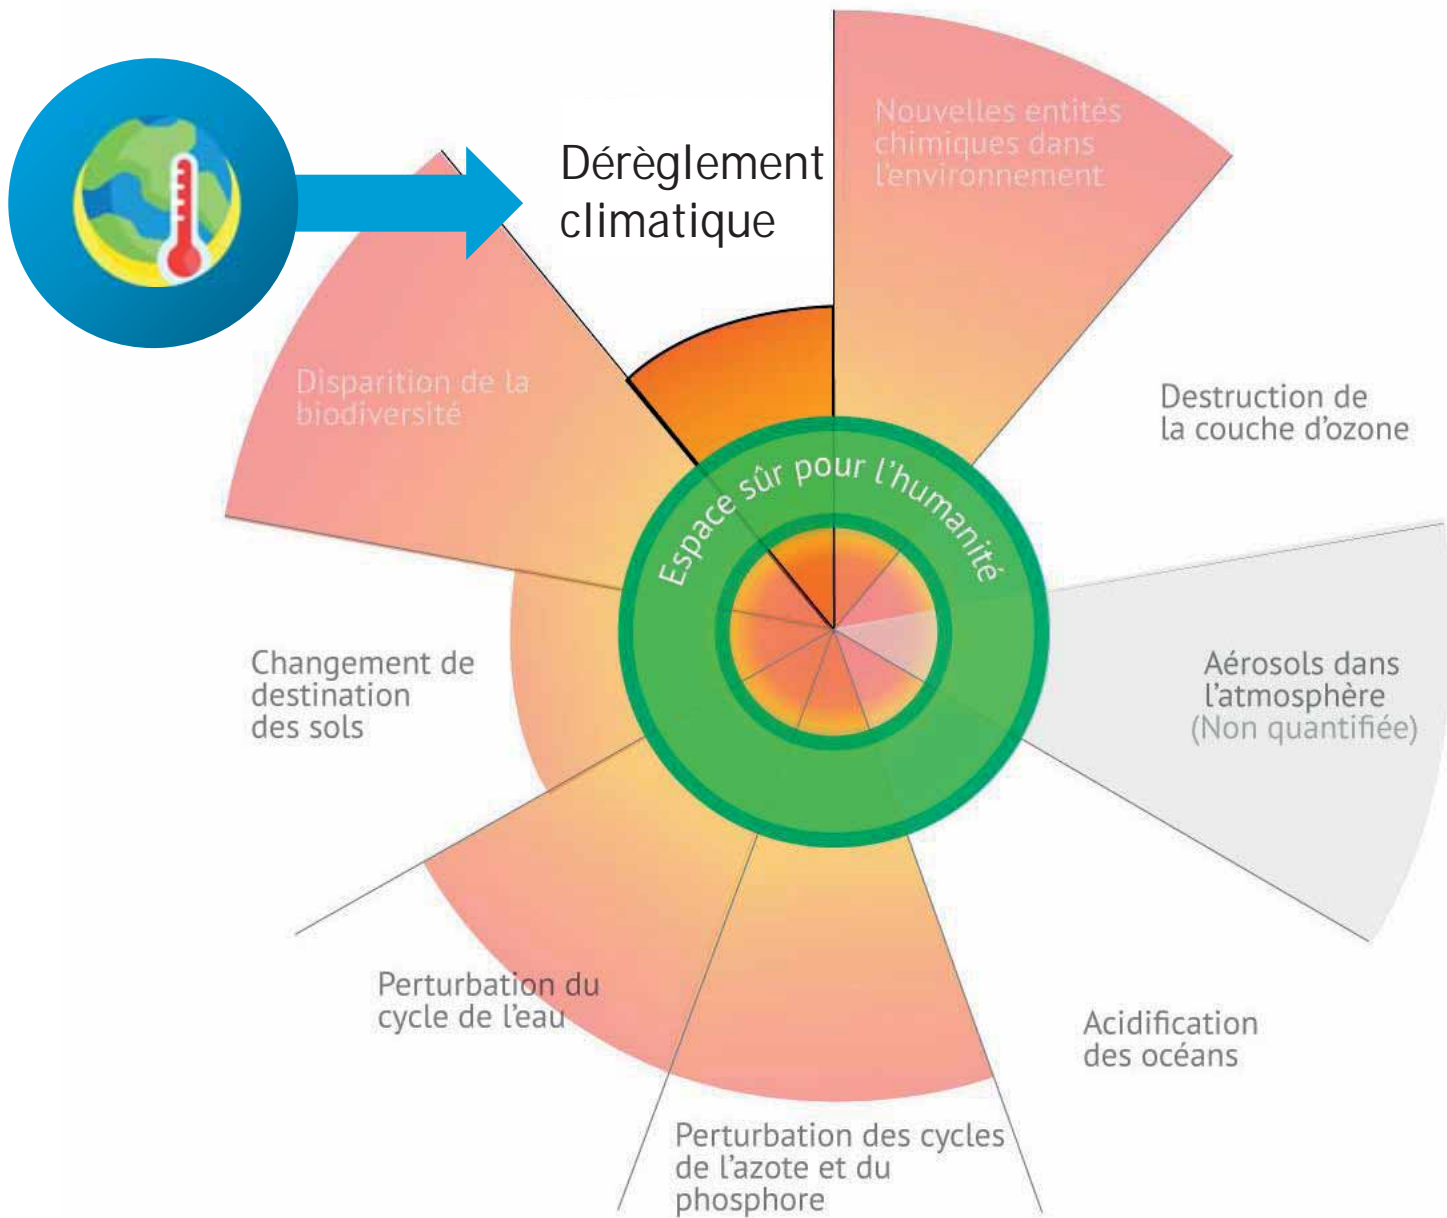 Dérèglement
climatique
Nouvelles entités
chimiques dans
l'environnement
Destruction de
la couche d'ozone
Aérosols dans
l'atmosphère
(Non quantifiée)
Acidification
des océans
Perturbation des cycles
de l'azote et du
phosphore
Perturbation du
cycle de l'eau
Changement de
destination
des sols
Disparition de la
biodiversité
Espace sûr pour l'humanité